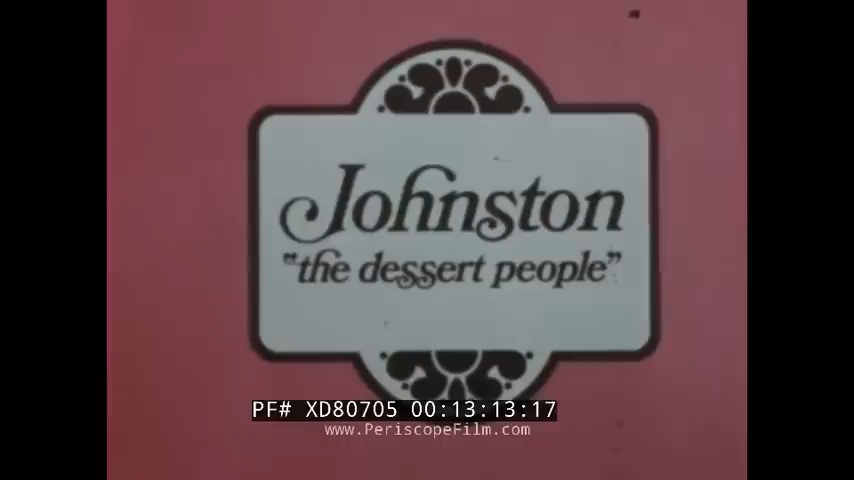 Johnston
"the dessert people"
PF# XD80705 00:13:13:17
www.PeriscopeFilm.com